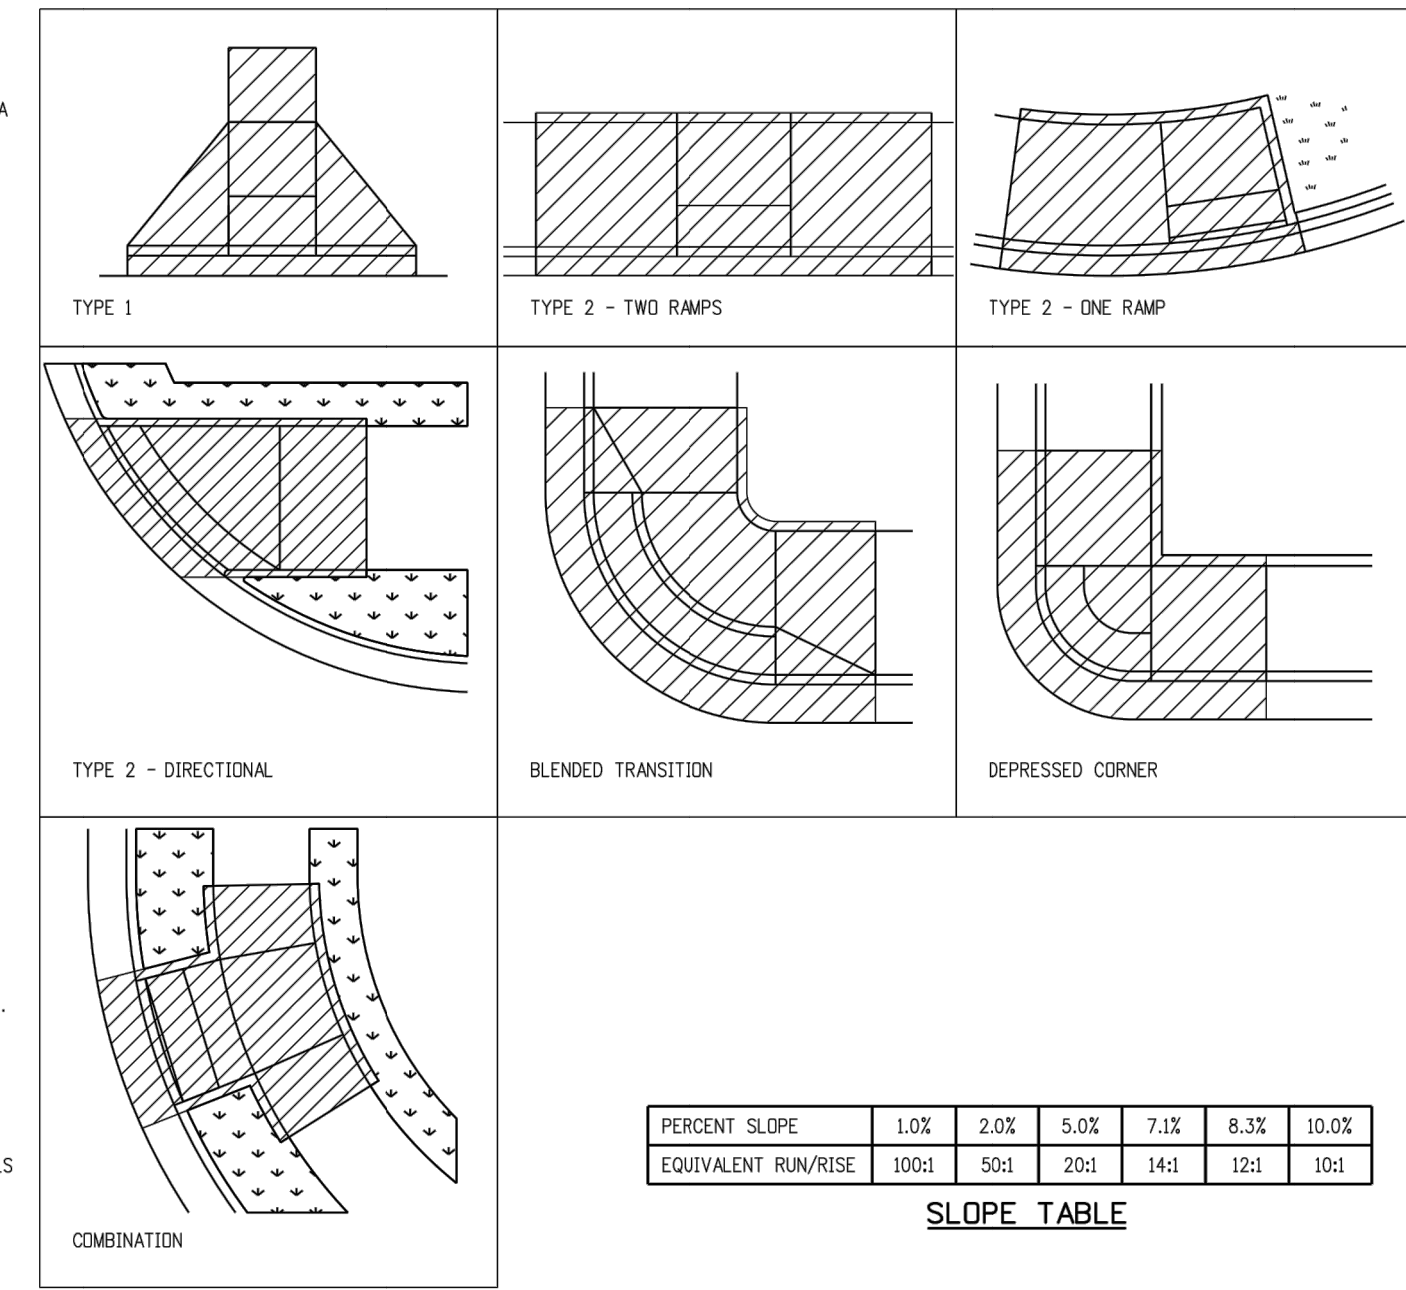 A
TYPE 1
TYPE 2 - TWO RAMPS
TYPE 2 - ONE RAMP
TYPE 2 - DIRECTIONAL
BLENDED TRANSITION
DEPRESSED CORNER
.
LS
COMBINATION
PERCENT SLOPE 1.0% 2.0% 5.0% 7.1% 8.3% 10.0%
EQUIVALENT RUN/RISE 100:1 50:1 20:1 14:1 12:1 10:1
SLOPE TABLE